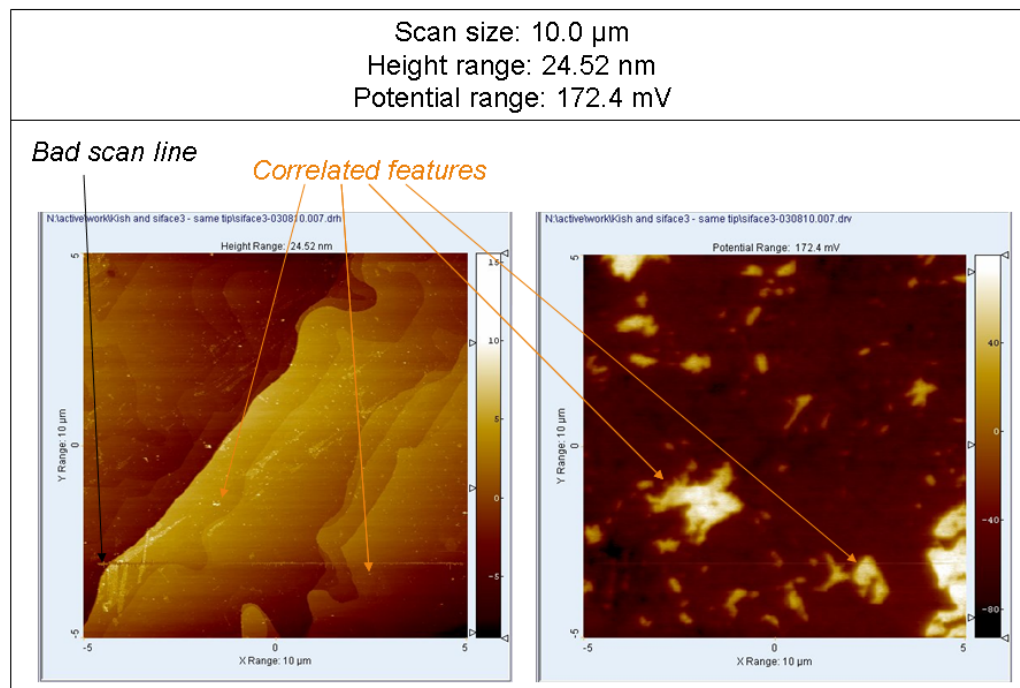 Scan size: 10.0 µm
Height range: 24.52 nm
Potential range: 172.4 mV
Bad scan line
Correlated features
N:\active\work\Kish and siface3 - same tip\siface3-030810.007.drh
Height Range: 24.52 nm
5
15
10
5
0
-5
Y Range: 10 µm
0
-5
-5
0
5
X Range: 10 µm
N:\active\work\Kish and siface3 - same tip\siface3-030810.007.drv
Potential Range: 172.4 mV
5
40
0
-40
-80
Y Range: 10 µm
0
-5
-5
0
5
X Range: 10 µm